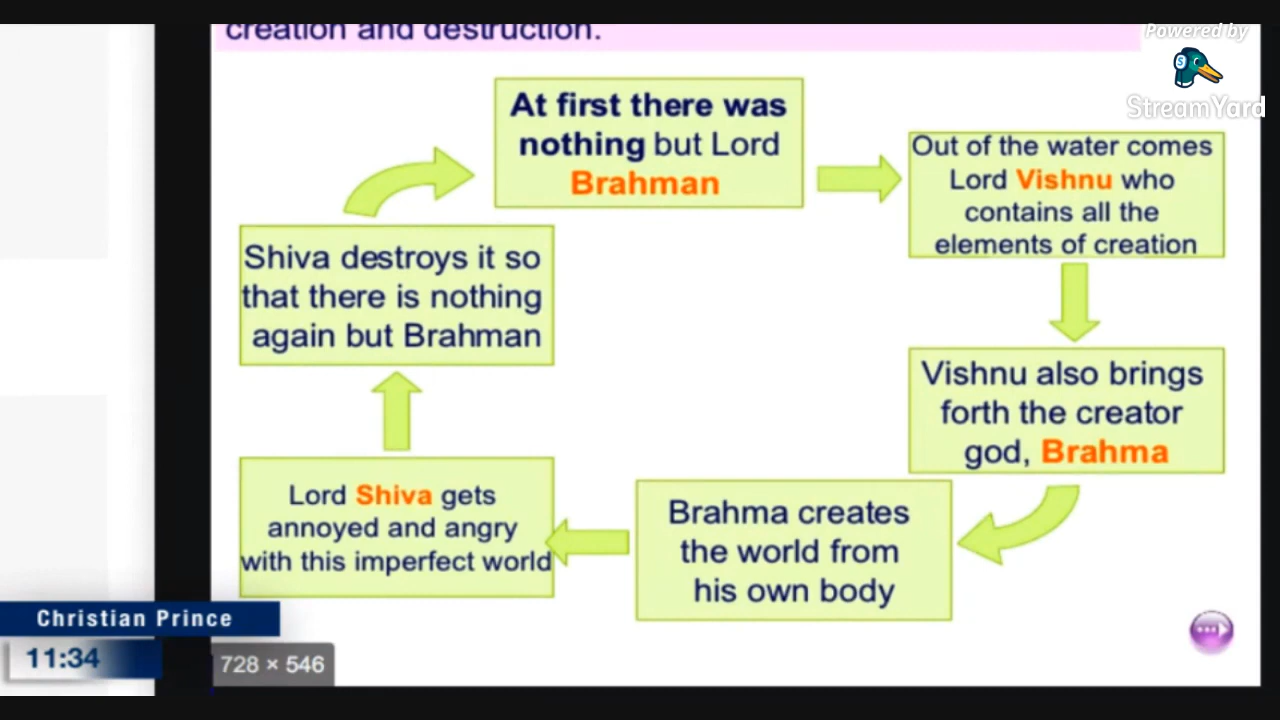 creation and destruction.
Powered by
StreamYard
At first there was
nothing but Lord
Brahman
Out of the water comes
Lord Vishnu who
contains all the
elements of creation
Vishnu also brings
forth the creator
god, Brahma
Brahma creates
the world from
his own body
Lord Shiva gets
annoyed and angry
with this imperfect world
Shiva destroys it so
that there is nothing
again but Brahman
Christian Prince
11:34
728 × 546